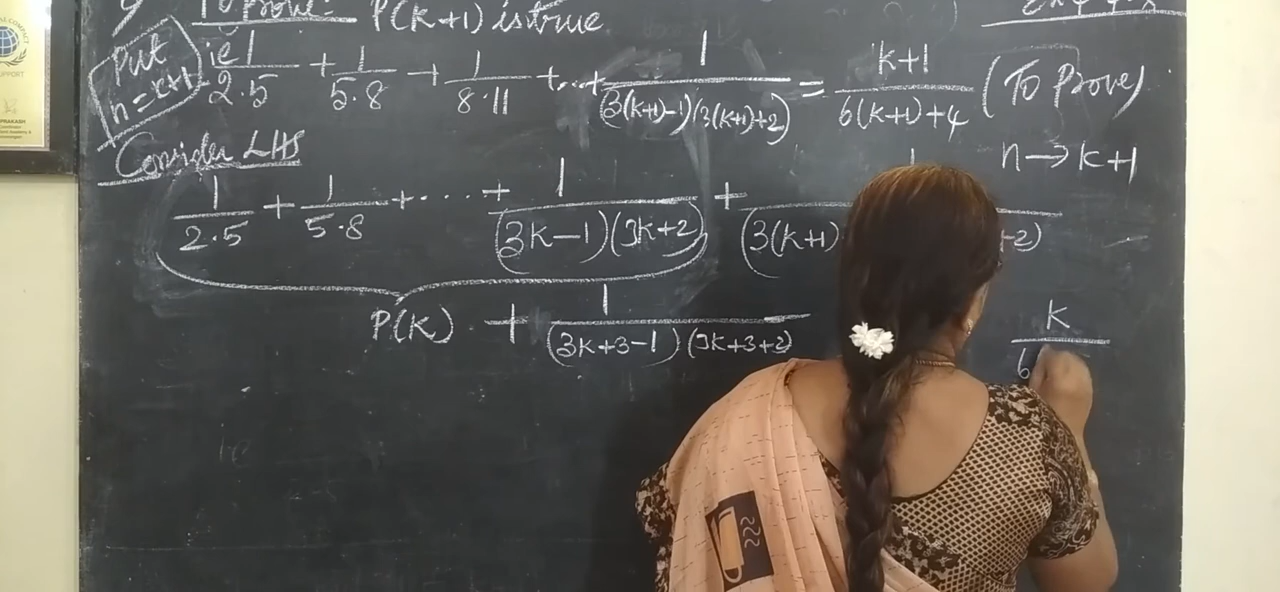 To Prove: P(K+1) is true
Put n=k+1
ie 1/2.5 + 1/5.8 + 1/8.11 + ... + 1/(3(k+1)-1)(3(k+1)+2) = k+1/6(k+1)+4 (To Prove)
Consider LHS
n→k+1
1/2.5 + 1/5.8 + .... + 1/(3K-1)(3K+2) + 1/(3(k+1) +2)
P(K) + 1/(3K+3-1)(3K+3+2)
k/6